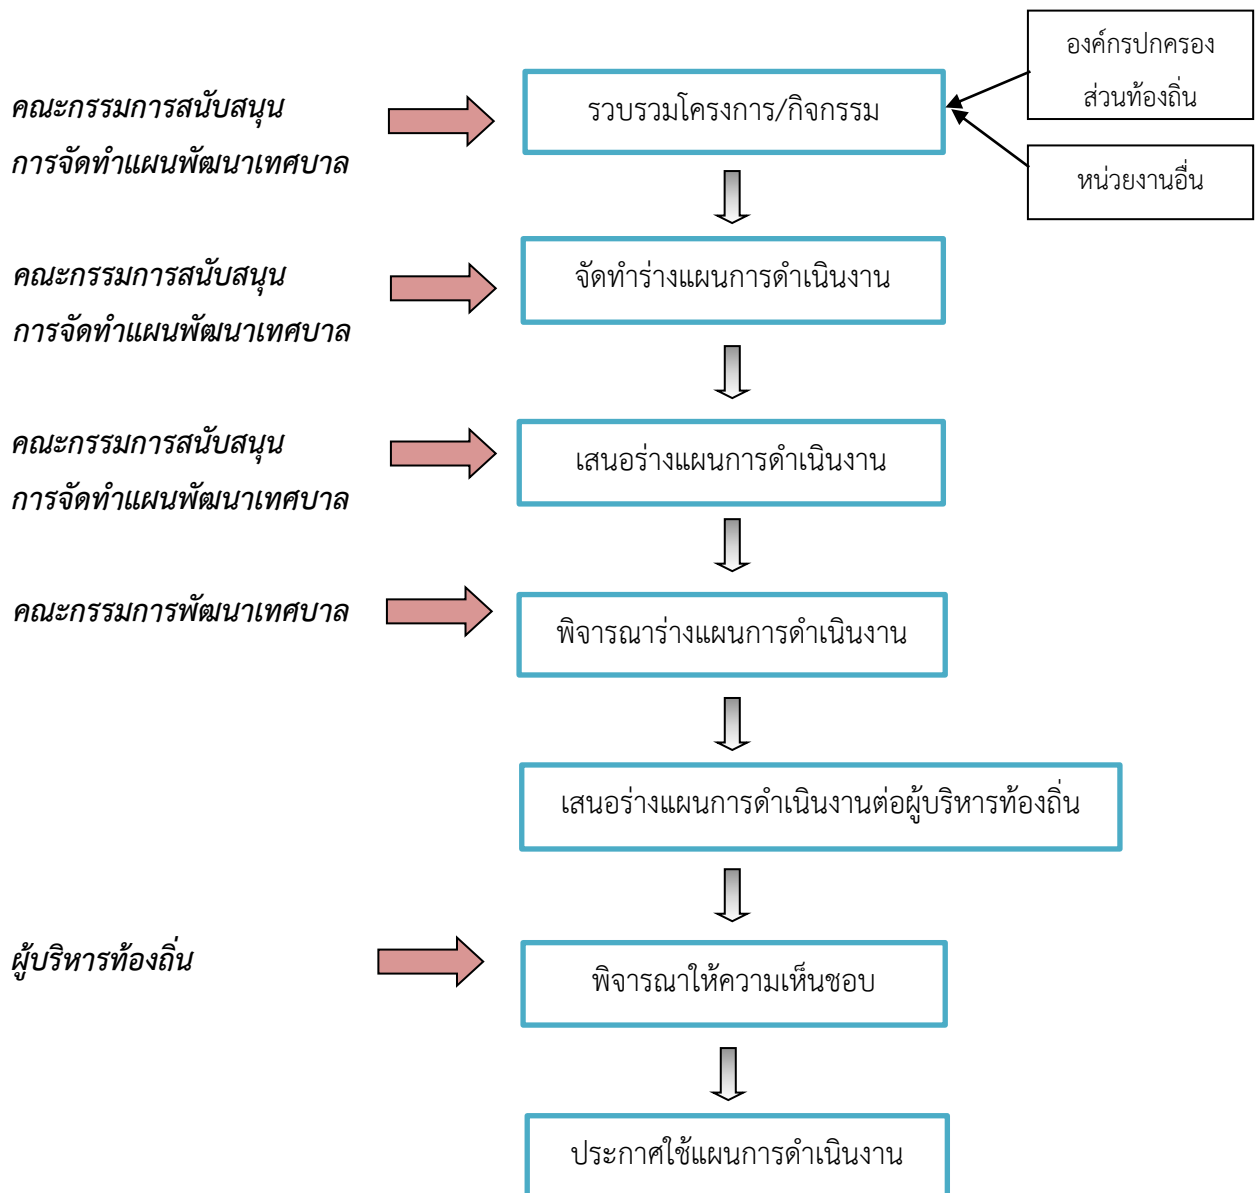 องค์กรปกครอง
ส่วนท้องถิ่น
คณะกรรมการสนับสนุน
การจัดทำแผนพัฒนาเทศบาล
รวบรวมโครงการ/กิจกรรม
หน่วยงานอื่น
คณะกรรมการสนับสนุน
การจัดทำแผนพัฒนาเทศบาล
จัดทำร่างแผนการดำเนินงาน
คณะกรรมการสนับสนุน
การจัดทำแผนพัฒนาเทศบาล
เสนอร่างแผนการดำเนินงาน
คณะกรรมการพัฒนาเทศบาล
พิจารณาร่างแผนการดำเนินงาน
เสนอร่างแผนการดำเนินงานต่อผู้บริหารท้องถิ่น
ผู้บริหารท้องถิ่น
พิจารณาให้ความเห็นชอบ
ประกาศใช้แผนการดำเนินงาน